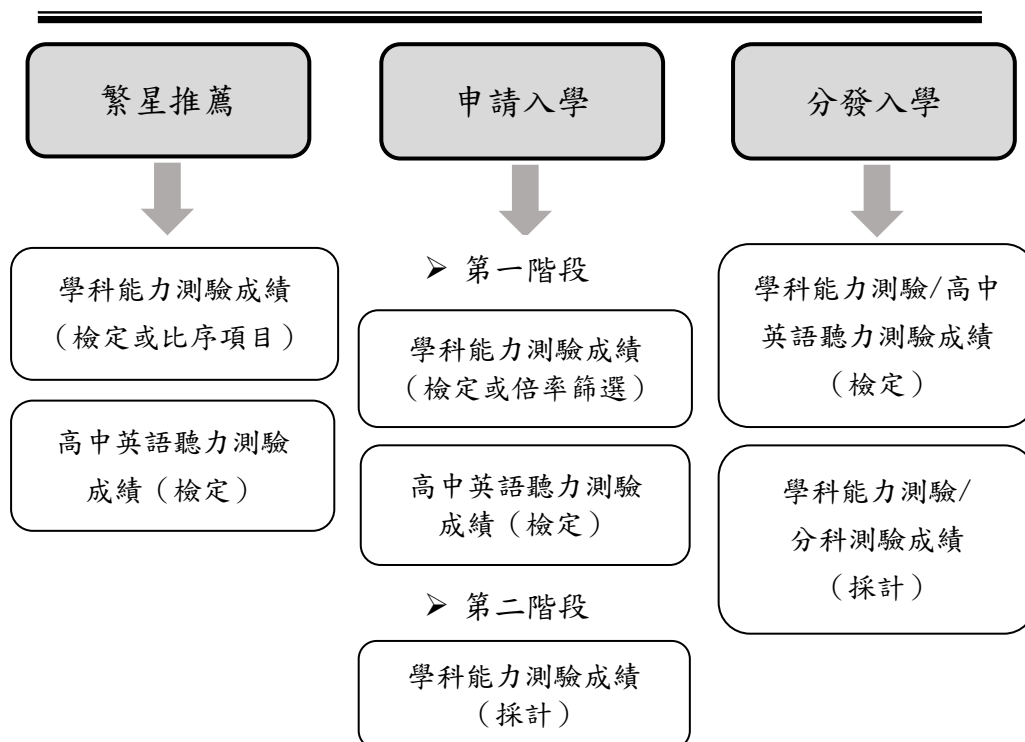 繁星推薦
學科能力測驗成績
（檢定或比序項目）
高中英語聽力測驗
成績（檢定）
申請入學
➢ 第一階段
學科能力測驗成績
（檢定或倍率篩選）
高中英語聽力測驗
成績（檢定）
➢ 第二階段
學科能力測驗成績
（採計）
分發入學
學科能力測驗/高中
英語聽力測驗成績
（檢定）
學科能力測驗/
分科測驗成績
（採計）